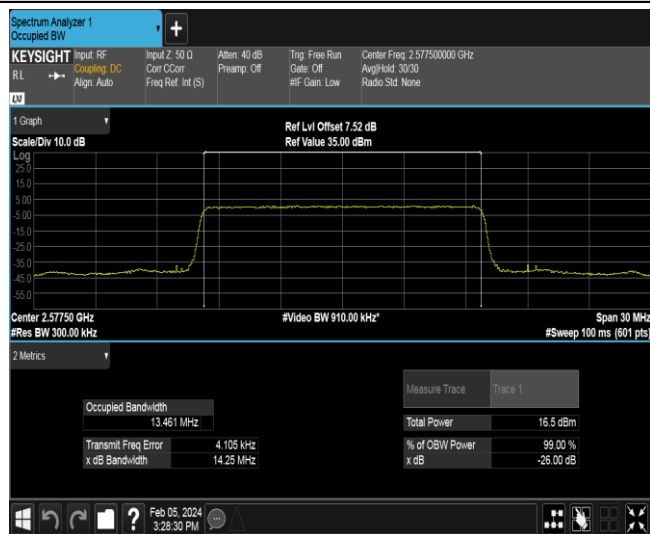 Spectrum Analyzer 1
Occupied BW
+
KEYSIGHT Input: RF Input Z: 50 Ω Atten: 40 dB Trig: Free Run Center Freq: 2.577500000 GHz
RL Coupling: DC Corr CCorr Preamp: Off Gate: Off Avg|Hold: 30/30
Align: Auto Freq Ref: Int (S) #IF Gain: Low Radio Std: None
LXI
1 Graph
Ref Lvl Offset 7.52 dB
Scale/Div 10.0 dB Ref Value 35.00 dBm
Log
25.0
15.0
5.00
-5.00
-15.0
-25.0
-35.0
-45.0
-55.0
Center 2.57750 GHz #Video BW 910.00 kHz* Span 30 MHz
#Res BW 300.00 kHz #Sweep 100 ms (601 pts)
2 Metrics
Measure Trace Trace 1
Occupied Bandwidth
13.461 MHz
Total Power 16.5 dBm
Transmit Freq Error 4.105 kHz % of OBW Power 99.00 %
x dB Bandwidth 14.25 MHz x dB -26.00 dB
? Feb 05, 2024
3:28:30 PM